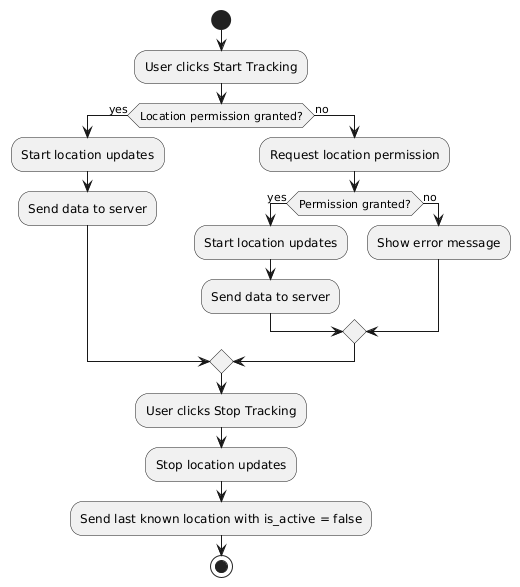 User clicks Start Tracking
yes
Location permission granted?
no
Start location updates
Request location permission
Send data to server
yes
Permission granted?
no
Start location updates
Show error message
Send data to server
User clicks Stop Tracking
Stop location updates
Send last known location with is_active = false